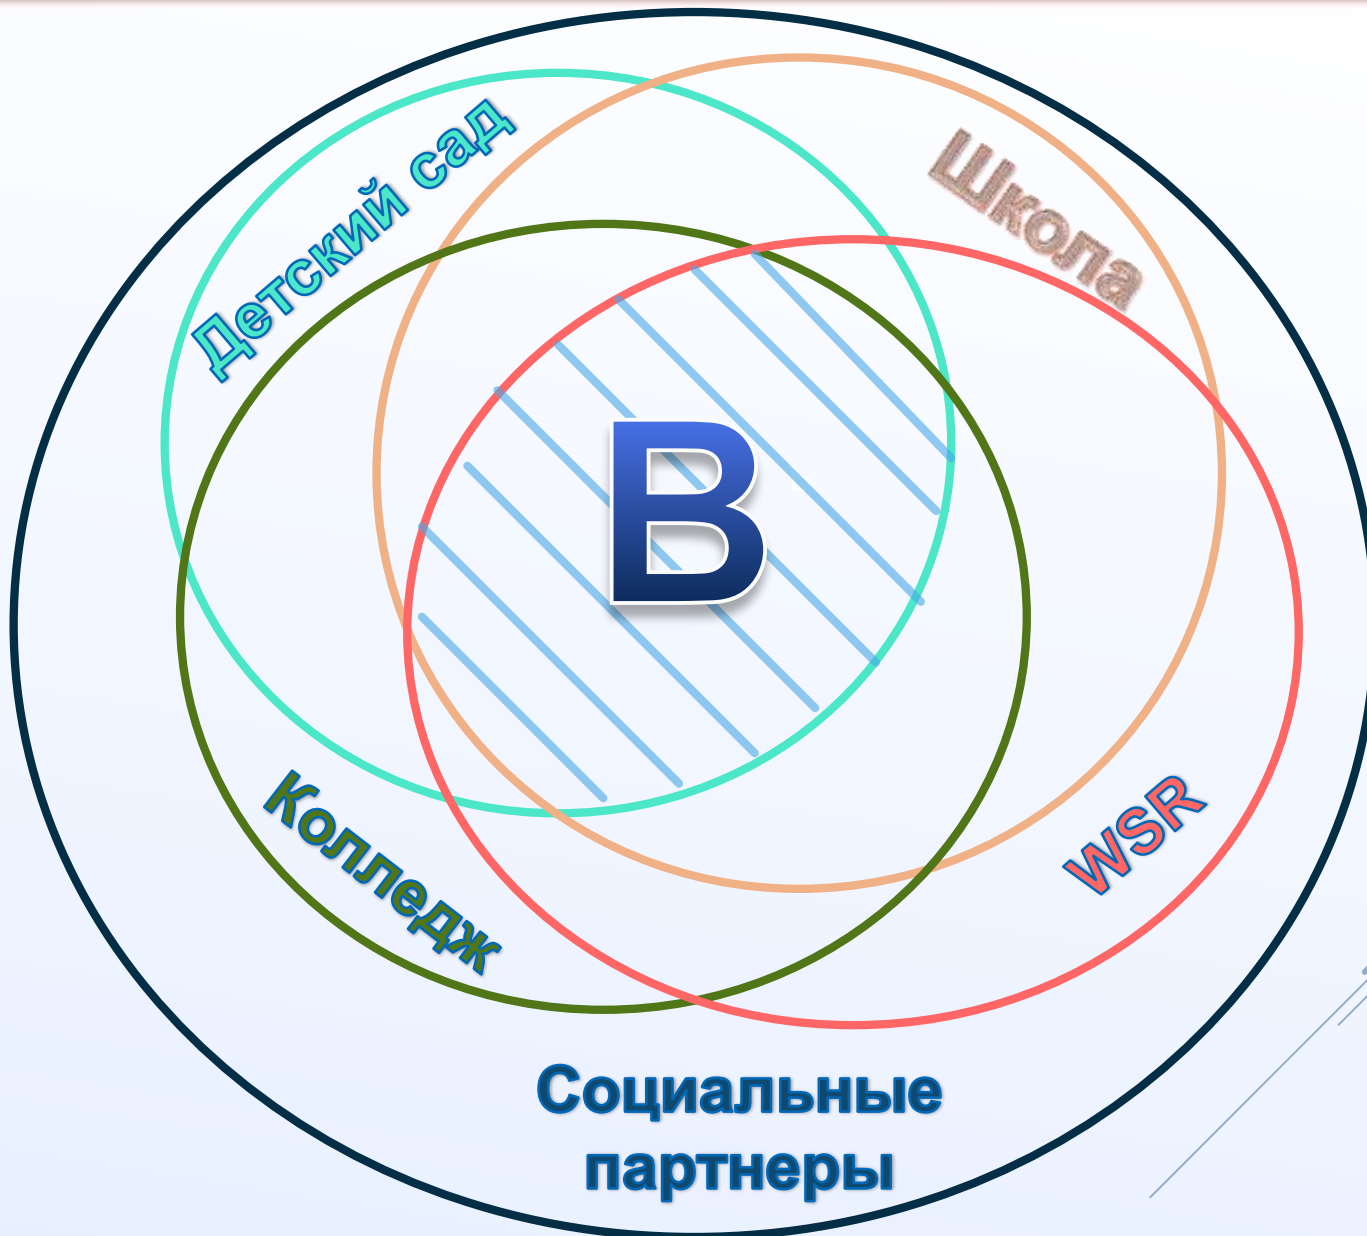 Детский сад
Школа
В
Колледж
WSR
Социальные
партнеры